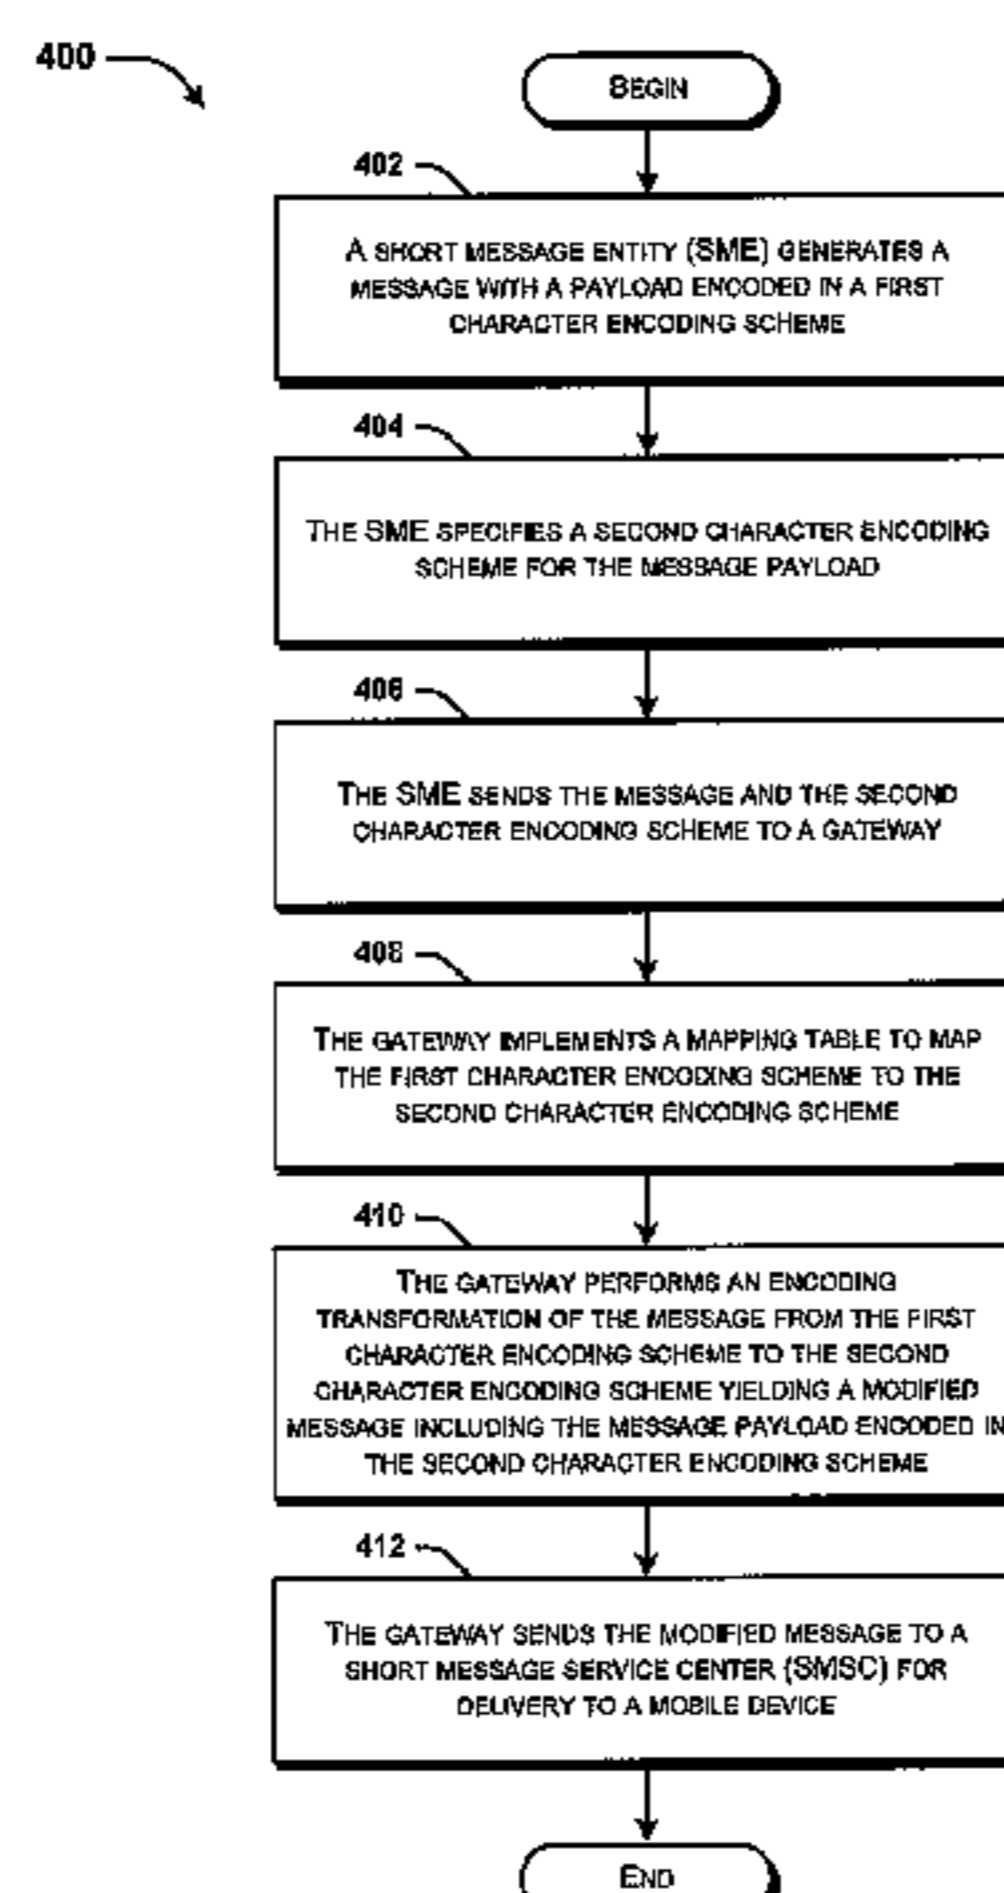 400
BEGIN
402
A SHORT MESSAGE ENTITY (SME) GENERATES A
MESSAGE WITH A PAYLOAD ENCODED IN A FIRST
CHARACTER ENCODING SCHEME
404
THE SME SPECIFIES A SECOND CHARACTER ENCODING
SCHEME FOR THE MESSAGE PAYLOAD
406
THE SME SENDS THE MESSAGE AND THE SECOND
CHARACTER ENCODING SCHEME TO A GATEWAY
408
THE GATEWAY IMPLEMENTS A MAPPING TABLE TO MAP
THE FIRST CHARACTER ENCODING SCHEME TO THE
SECOND CHARACTER ENCODING SCHEME
410
THE GATEWAY PERFORMS AN ENCODING
TRANSFORMATION OF THE MESSAGE FROM THE FIRST
CHARACTER ENCODING SCHEME TO THE SECOND
CHARACTER ENCODING SCHEME YIELDING A MODIFIED
MESSAGE INCLUDING THE MESSAGE PAYLOAD ENCODED IN
THE SECOND CHARACTER ENCODING SCHEME
412
THE GATEWAY SENDS THE MODIFIED MESSAGE TO A
SHORT MESSAGE SERVICE CENTER (SMSC) FOR
DELIVERY TO A MOBILE DEVICE
END